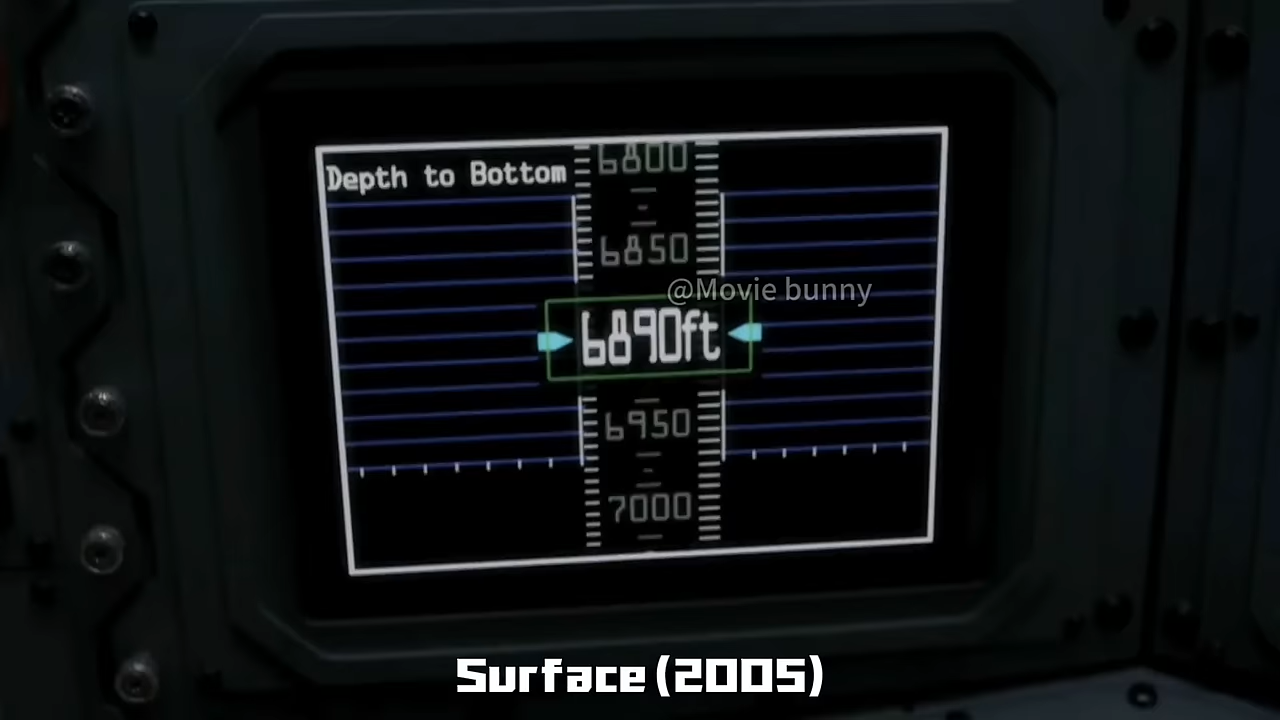 Depth to Bottom
6800
6850
@Movie bunny
6890ft
6950
7000
Surface (2005)